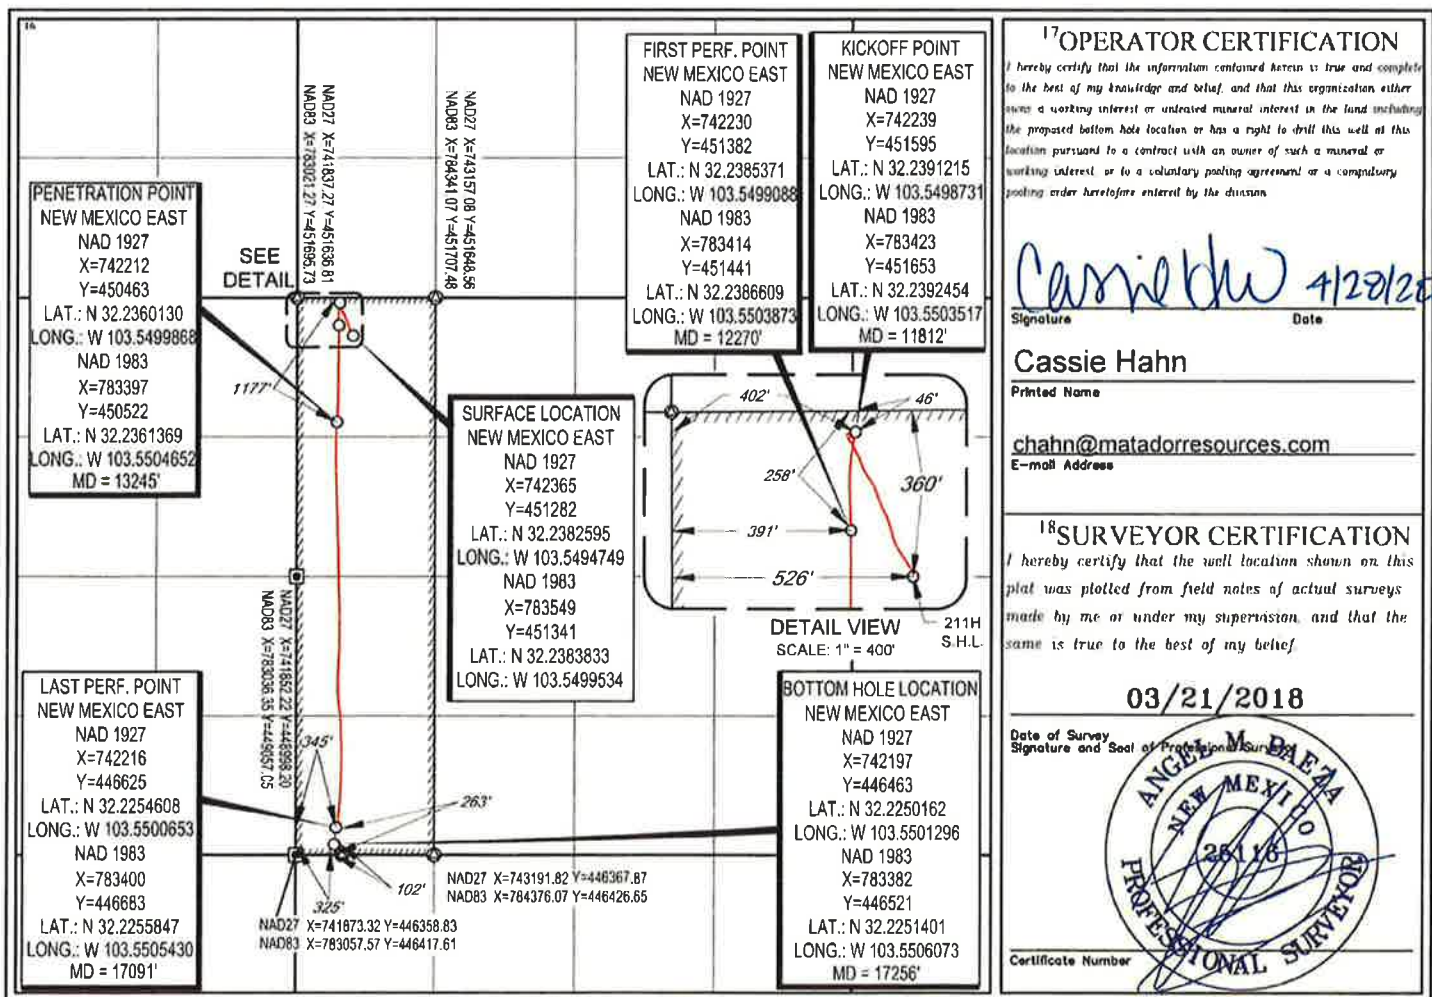 16
NAD27 X=741837.27 Y=451636.81
NAD83 X=783021.27 Y=451695.73
NAD27 X=743157.08 Y=451648.56
NAD83 X=784341.07 Y=451707.48
PENETRATION POINT
NEW MEXICO EAST
NAD 1927
X=742212
Y=450463
LAT.: N 32.2360130
LONG.: W 103.5499868
NAD 1983
X=783397
Y=450522
LAT.: N 32.2361369
LONG.: W 103.5504652
MD = 13245'
SEE
DETAIL
1177'
SURFACE LOCATION
NEW MEXICO EAST
NAD 1927
X=742365
Y=451282
LAT.: N 32.2382595
LONG.: W 103.5494749
NAD 1983
X=783549
Y=451341
LAT.: N 32.2383833
LONG.: W 103.5499534
FIRST PERF. POINT
NEW MEXICO EAST
NAD 1927
X=742230
Y=451382
LAT.: N 32.2385371
LONG.: W 103.5499088
NAD 1983
X=783414
Y=451441
LAT.: N 32.2386609
LONG.: W 103.5503873
MD = 12270'
KICKOFF POINT
NEW MEXICO EAST
NAD 1927
X=742239
Y=451595
LAT.: N 32.2391215
LONG.: W 103.5498731
NAD 1983
X=783423
Y=451653
LAT.: N 32.2392454
LONG.: W 103.5503517
MD = 11812'
402'
46'
258'
360'
391'
526'
DETAIL VIEW
SCALE: 1" = 400'
211H
S.H.L.
NAD27 X=741852.22 Y=448998.20
NAD83 X=783036.35 Y=449057.05
LAST PERF. POINT
NEW MEXICO EAST
NAD 1927
X=742216
Y=446625
LAT.: N 32.2254608
LONG.: W 103.5500653
NAD 1983
X=783400
Y=446683
LAT.: N 32.2255847
LONG.: W 103.5505430
MD = 17091'
345'
263'
102'
325'
NAD27 X=743191.82 Y=446367.87
NAD83 X=784376.07 Y=446426.65
NAD27 X=741873.32 Y=446358.83
NAD83 X=783057.57 Y=446417.61
BOTTOM HOLE LOCATION
NEW MEXICO EAST
NAD 1927
X=742197
Y=446463
LAT.: N 32.2250162
LONG.: W 103.5501296
NAD 1983
X=783382
Y=446521
LAT.: N 32.2251401
LONG.: W 103.5506073
MD = 17256'
17 OPERATOR CERTIFICATION
I hereby certify that the information contained herein is true and complete
to the best of my knowledge and belief, and that this organization either
owns a working interest or unleased mineral interest in the land including
the proposed bottom hole location or has a right to drill this well at this
location pursuant to a contract with an owner of such a mineral or
working interest, or to a voluntary pooling agreement or a compulsory
pooling order heretofore entered by the division
Cassie Hahn 4/28/20
Signature Date
Cassie Hahn
Printed Name
chahn@matadorresources.com
E-mail Address
18 SURVEYOR CERTIFICATION
I hereby certify that the well location shown on this
plat was plotted from field notes of actual surveys
made by me or under my supervision, and that the
same is true to the best of my belief
03/21/2018
Date of Survey
Signature and Seal of Professional Surveyor
ANGEL M. BAEZA
NEW MEXICO
25116
PROFESSIONAL SURVEYOR
Certificate Number